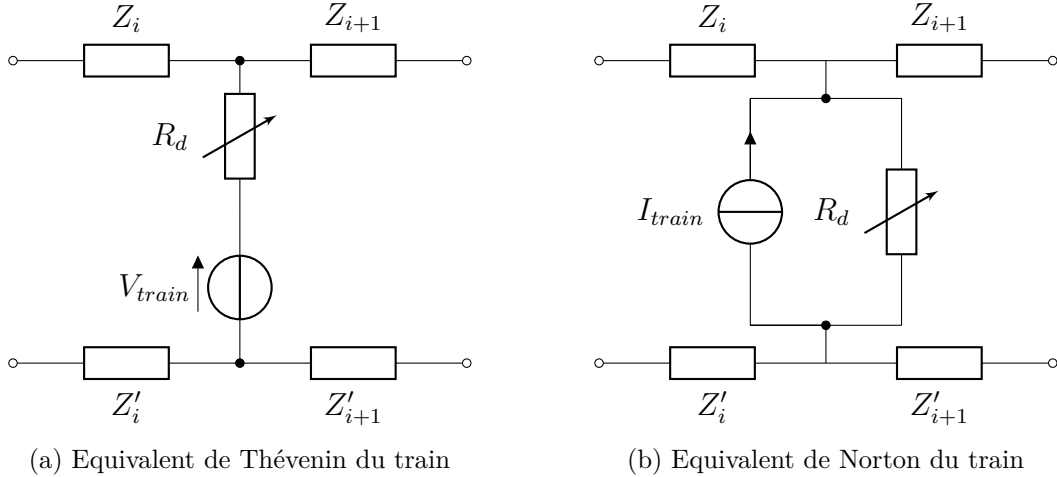 Z_i
Z_{i+1}
R_d
V_{train}
Z'_i
Z'_{i+1}
(a) Equivalent de Thévenin du train
Z_i
Z_{i+1}
I_{train}
R_d
Z'_i
Z'_{i+1}
(b) Equivalent de Norton du train